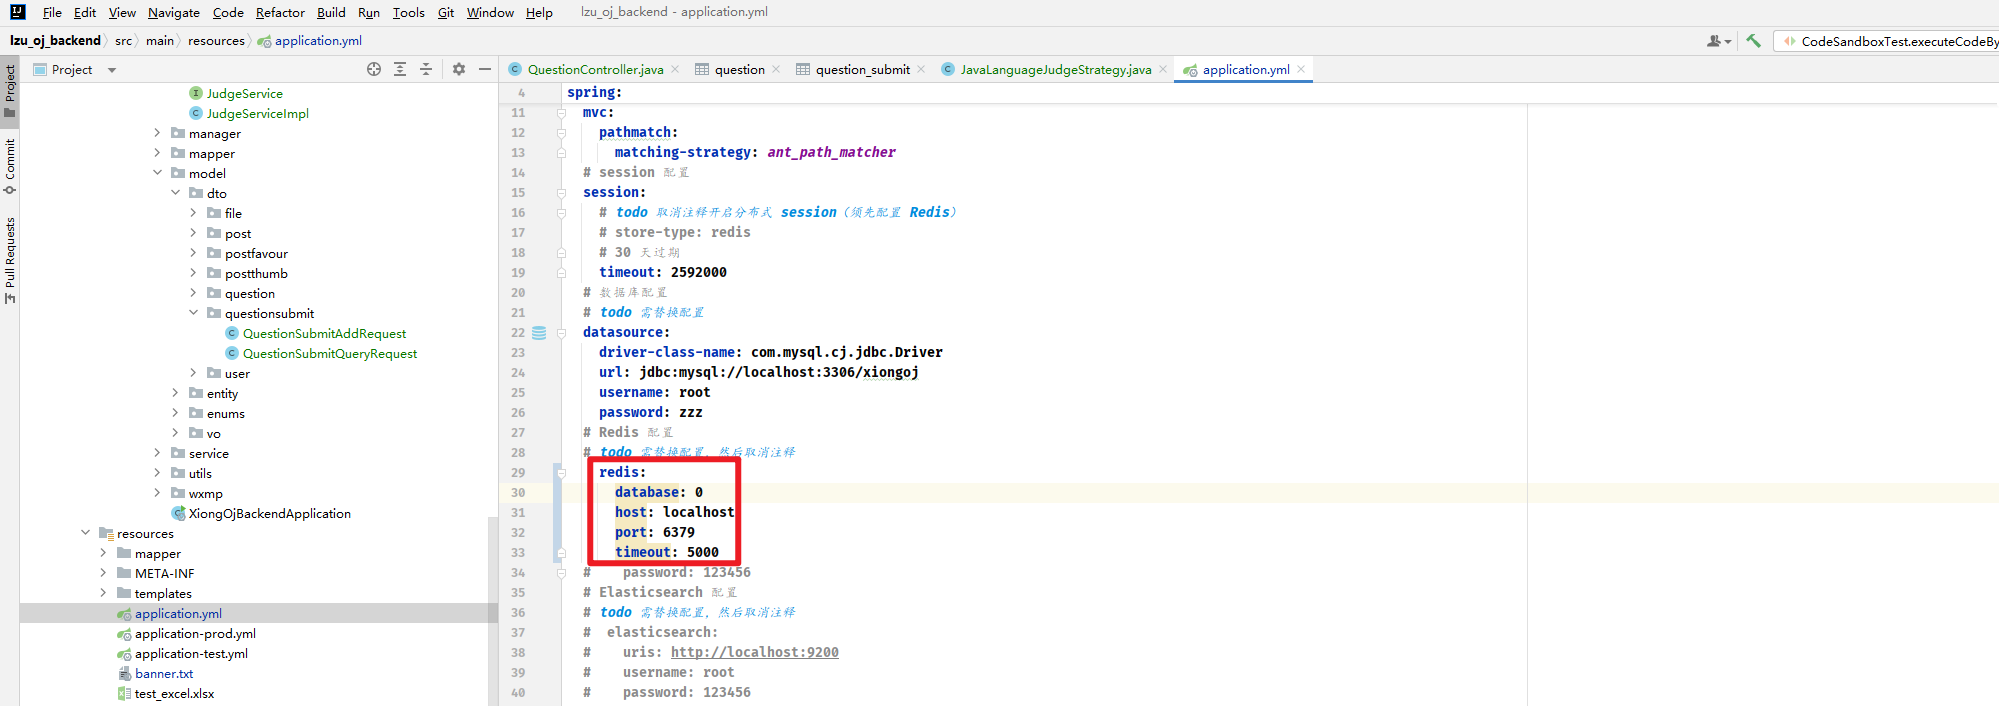 File Edit View Navigate Code Refactor Build Run Tools Git Window Help lzu_oj_backend - application.yml
lzu_oj_backend src main resources application.yml
CodeSandboxTest.executeCodeBy
Project
Commit
Pull Requests
Project
JudgeService
JudgeServiceImpl
manager
mapper
model
dto
file
post
postfavour
postthumb
question
questionsubmit
QuestionSubmitAddRequest
QuestionSubmitQueryRequest
user
entity
enums
vo
service
utils
wxmp
XiongOjBackendApplication
resources
mapper
META-INF
templates
application.yml
application-prod.yml
application-test.yml
banner.txt
test_excel.xlsx
QuestionController.java question question_submit JavaLanguageJudgeStrategy.java application.yml
4 spring:
11 mvc:
12 pathmatch:
13 matching-strategy: ant_path_matcher
14 # session 配置
15 session:
16 # todo 取消注释开启分布式 session（须先配置 Redis）
17 # store-type: redis
18 # 30 天过期
19 timeout: 2592000
20 # 数据库配置
21 # todo 需替换配置
22 datasource:
23 driver-class-name: com.mysql.cj.jdbc.Driver
24 url: jdbc:mysql://localhost:3306/xiongoj
25 username: root
26 password: zzz
27 # Redis 配置
28 # todo 需替换配置，然后取消注释
29 redis:
30 database: 0
31 host: localhost
32 port: 6379
33 timeout: 5000
34 # password: 123456
35 # Elasticsearch 配置
36 # todo 需替换配置，然后取消注释
37 # elasticsearch:
38 # uris: http://localhost:9200
39 # username: root
40 # password: 123456